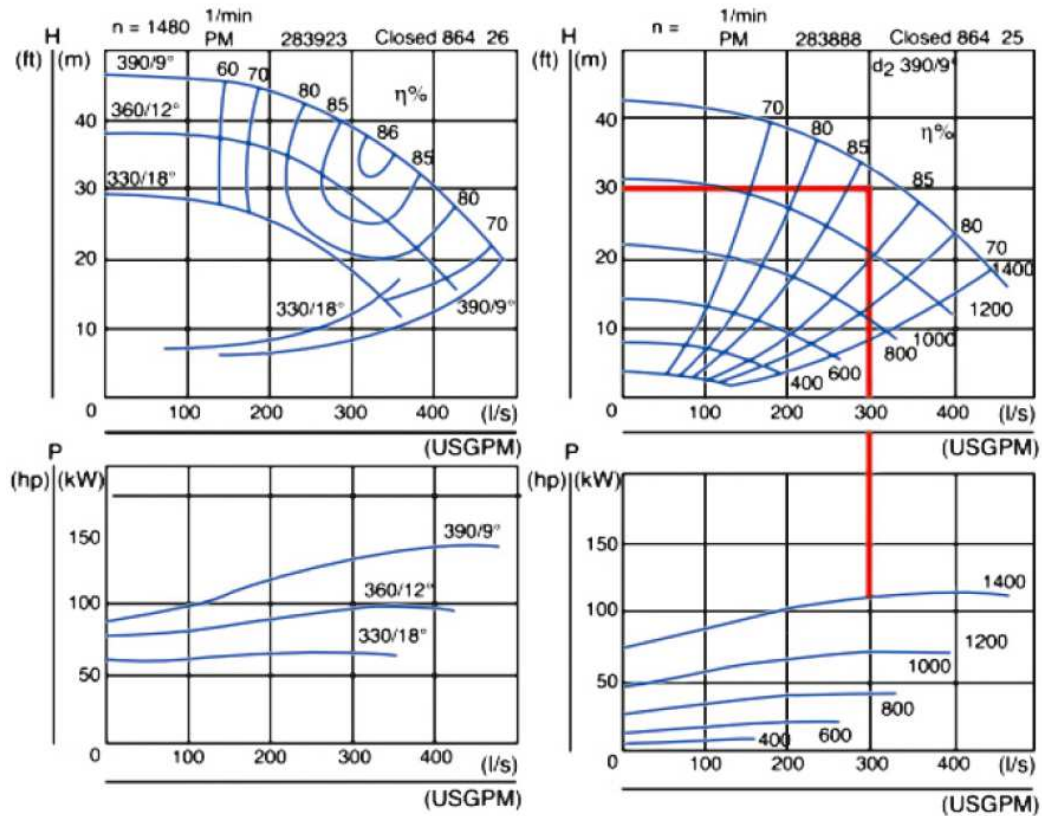 n = 1480 1/min
PM 283923 Closed 864 26
H
(ft) (m)
390/9°
360/12°
330/18°
60 70 80 85 86 85 80 70
η%
40
30
20
10
0
330/18°
390/9°
100 200 300 400 (l/s)
(USGPM)
P
(hp) (kW)
150
100
50
0
390/9°
360/12°
330/18°
100 200 300 400 (l/s)
(USGPM)
n = 1/min
PM 283888 Closed 864 25
H
(ft) (m)
d2 390/9°
70 80 85 85 80 70
η%
40
30
20
10
0
1400
1200
1000
800
600
400
100 200 300 400 (l/s)
(USGPM)
P
(hp) (kW)
150
100
50
0
1400
1200
1000
800
600
400
100 200 300 400 (l/s)
(USGPM)